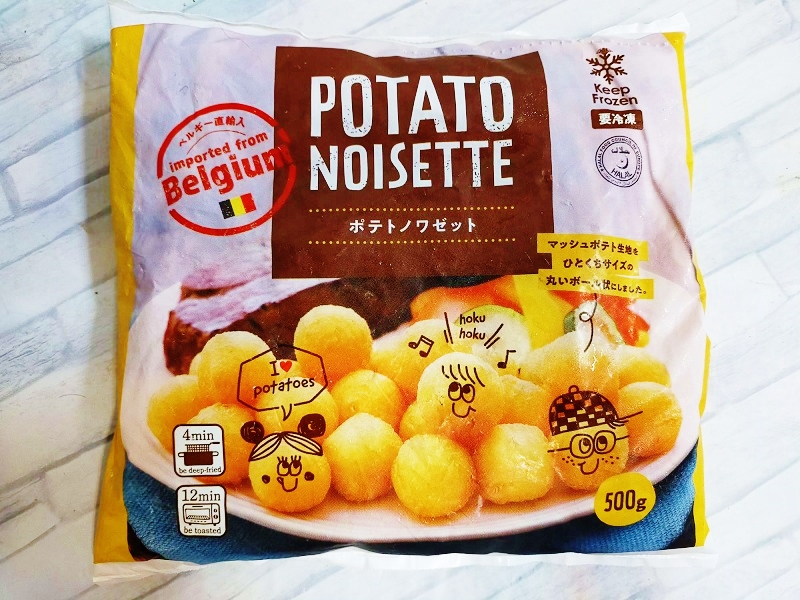 POTATO
NOISETTE
ポテトノワゼット
ベルギー直輸入
imported from
Belgium
Keep
Frozen
要冷凍
حلال
HALAL
マッシュポテト生地を
ひとくちサイズの
丸いボール状にしました。
hoku
hoku
I ♥
potatoes
4min
be deep-fried
12min
be toasted
500g